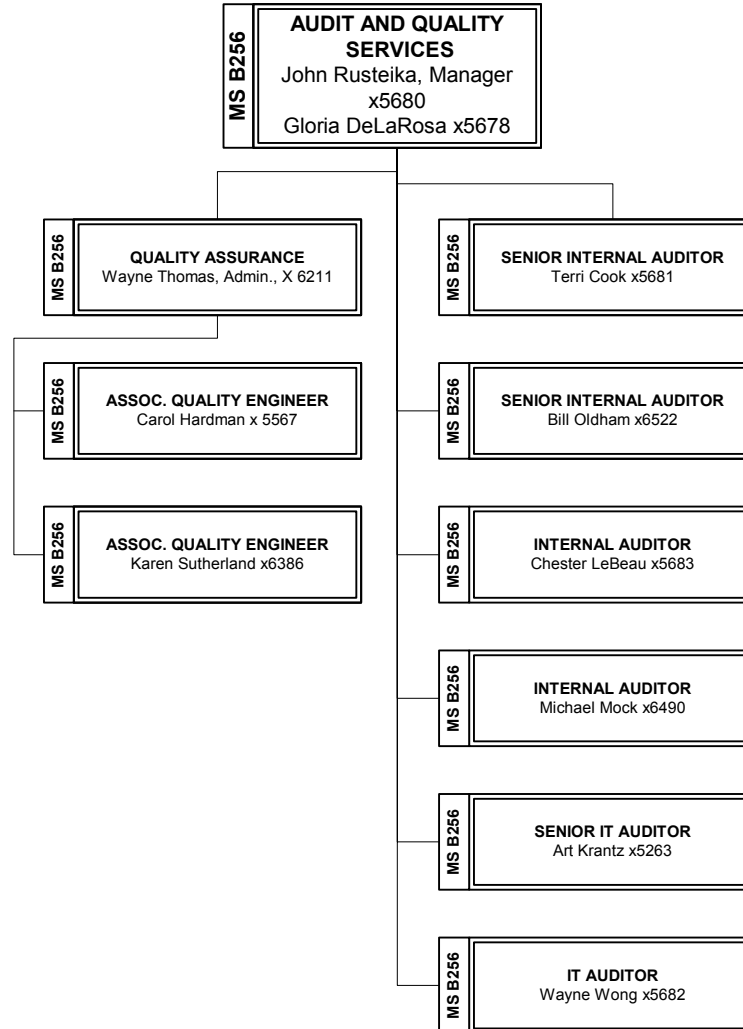 MS B256
AUDIT AND QUALITY
SERVICES
John Rusteika, Manager
x5680
Gloria DeLaRosa x5678
MS B256
QUALITY ASSURANCE
Wayne Thomas, Admin., X 6211
MS B256
SENIOR INTERNAL AUDITOR
Terri Cook x5681
MS B256
ASSOC. QUALITY ENGINEER
Carol Hardman x 5567
MS B256
SENIOR INTERNAL AUDITOR
Bill Oldham x6522
MS B256
ASSOC. QUALITY ENGINEER
Karen Sutherland x6386
MS B256
INTERNAL AUDITOR
Chester LeBeau x5683
MS B256
INTERNAL AUDITOR
Michael Mock x6490
MS B256
SENIOR IT AUDITOR
Art Krantz x5263
MS B256
IT AUDITOR
Wayne Wong x5682